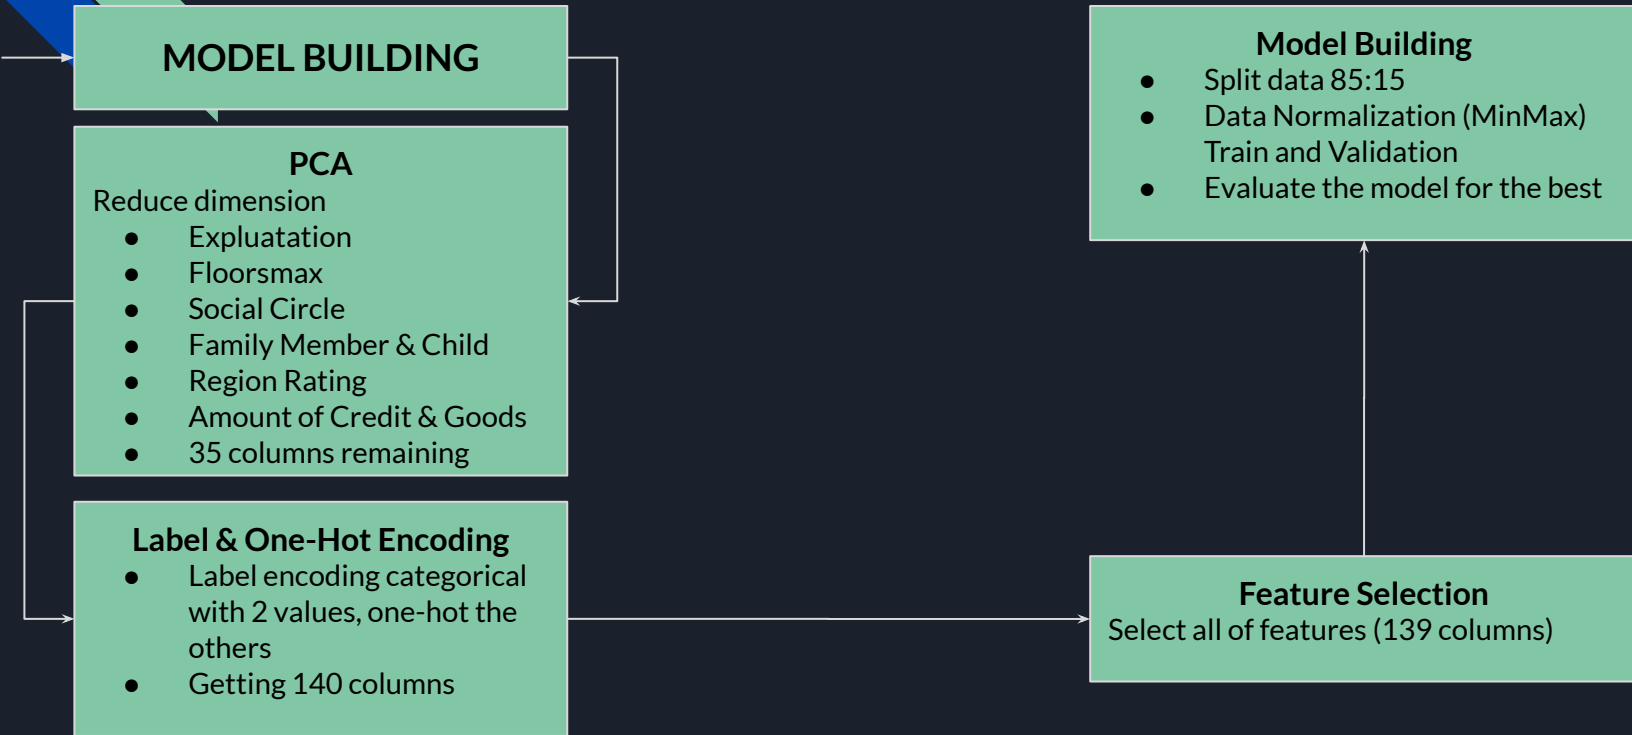 MODEL BUILDING
PCA
Reduce dimension
● Expluatation
● Floorsmax
● Social Circle
● Family Member & Child
● Region Rating
● Amount of Credit & Goods
● 35 columns remaining
Label & One-Hot Encoding
● Label encoding categorical
with 2 values, one-hot the
others
● Getting 140 columns
Feature Selection
Select all of features (139 columns)
Model Building
● Split data 85:15
● Data Normalization (MinMax)
Train and Validation
● Evaluate the model for the best